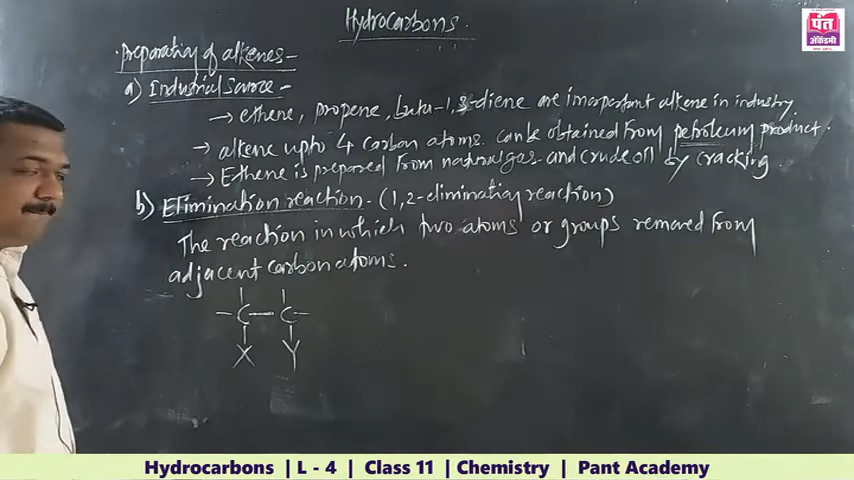 Hydrocarbons.
पंत
अ‍ॅकॅडमी
Preparation of alkenes-
a) Industrial Source -
→ ethene, propene, buta-1,3-diene are imarpartant alkene in industry.
→ alkene upto 4 Carbon atoms. Can be obtained from petroleum product.
→ Ethene is prepared from natural gas and crude oil by cracking.
b) Elimination reaction - (1,2-elimination reaction)
The reaction in which two atoms or groups removed from
adjacent carbon atoms.
- C - C -
X Y
Hydrocarbons | L - 4 | Class 11 | Chemistry | Pant Academy